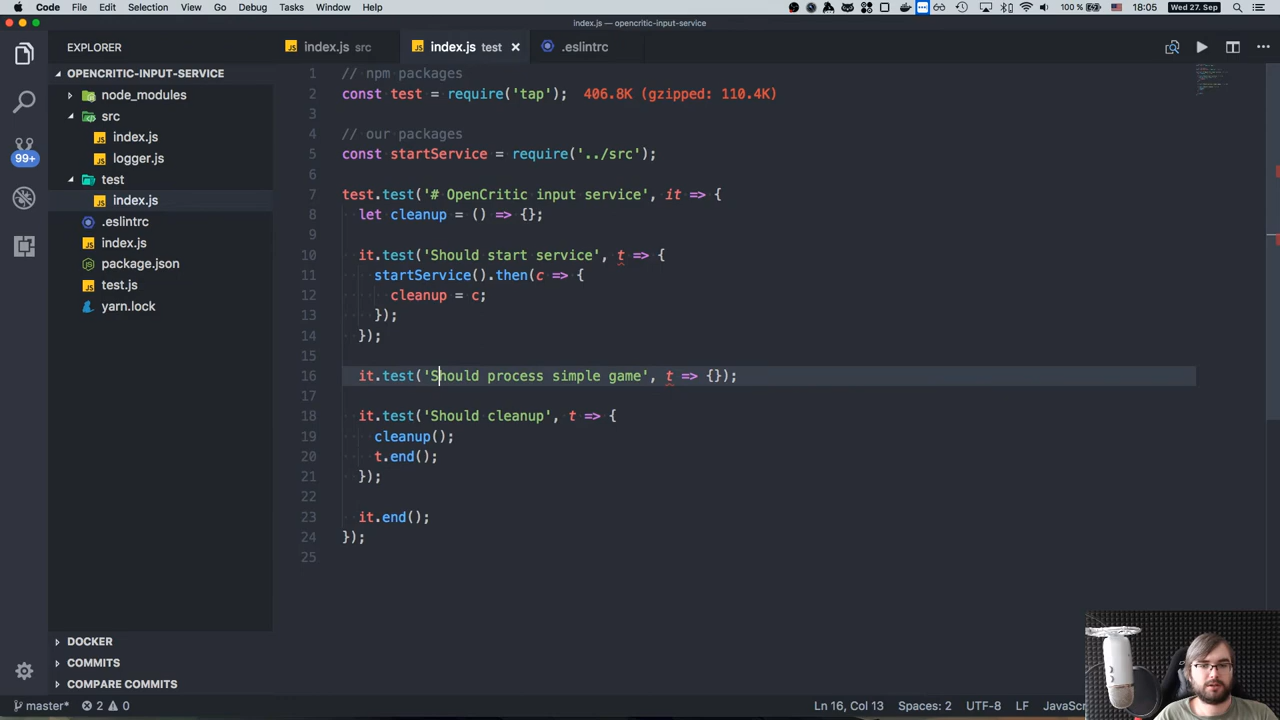 Code File Edit Selection View Go Debug Tasks Window Help 100 % 18:05 Wed 27. Sep
index.js — opencritic-input-service
EXPLORER
index.js src
index.js test
.eslintrc
OPENCRITIC-INPUT-SERVICE
node_modules
src
index.js
logger.js
test
index.js
.eslintrc
index.js
package.json
test.js
yarn.lock
99+
1 // npm packages
2 const test = require('tap'); 406.8K (gzipped: 110.4K)
3
4 // our packages
5 const startService = require('../src');
6
7 test.test('# OpenCritic input service', it => {
8 let cleanup = () => {};
9
10 it.test('Should start service', t => {
11 startService().then(c => {
12 cleanup = c;
13 });
14 });
15
16 it.test('Should process simple game', t => {});
17
18 it.test('Should cleanup', t => {
19 cleanup();
20 t.end();
21 });
22
23 it.end();
24 });
25
DOCKER
COMMITS
COMPARE COMMITS
master* 2 0 Ln 16, Col 13 Spaces: 2 UTF-8 LF JavaScr